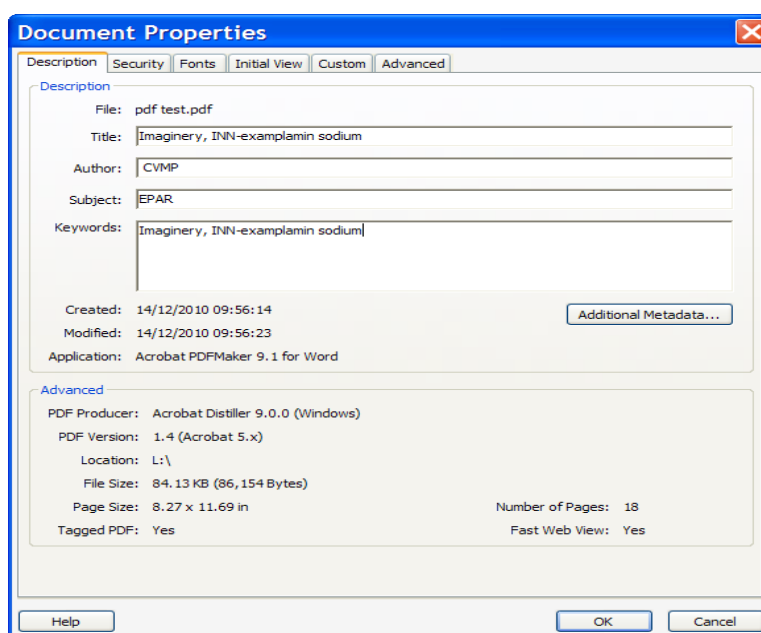 Document Properties
Description Security Fonts Initial View Custom Advanced
Description
File: pdf test.pdf
Title: Imaginery, INN-examplamin sodium
Author: CVMP
Subject: EPAR
Keywords: Imaginery, INN-examplamin sodium
Created: 14/12/2010 09:56:14
Additional Metadata...
Modified: 14/12/2010 09:56:23
Application: Acrobat PDFMaker 9.1 for Word
Advanced
PDF Producer: Acrobat Distiller 9.0.0 (Windows)
PDF Version: 1.4 (Acrobat 5.x)
Location: L:\
File Size: 84.13 KB (86,154 Bytes)
Page Size: 8.27 x 11.69 in Number of Pages: 18
Tagged PDF: Yes Fast Web View: Yes
Help OK Cancel